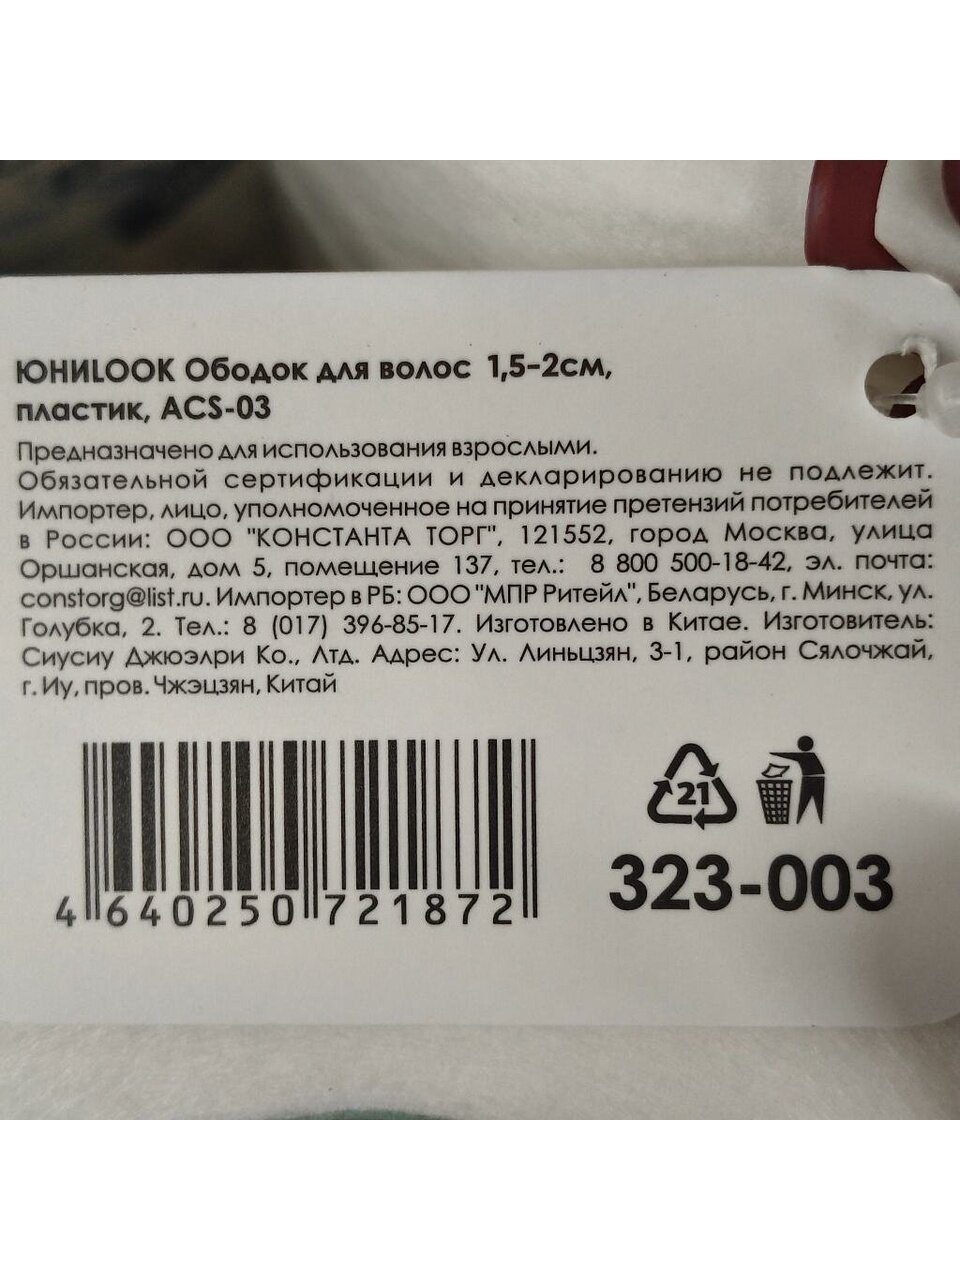 ЮНИLOOK Ободок для волос 1,5-2см,
пластик, ACS-03
Предназначено для использования взрослыми.
Обязательной сертификации и декларированию не подлежит.
Импортер, лицо, уполномоченное на принятие претензий потребителей
в России: ООО "КОНСТАНТА ТОРГ", 121552, город Москва, улица
Оршанская, дом 5, помещение 137, тел.: 8 800 500-18-42, эл. почта:
constorg@list.ru. Импортер в РБ: ООО "МПР Ритейл", Беларусь, г. Минск, ул.
Голубка, 2. Тел.: 8 (017) 396-85-17. Изготовлено в Китае. Изготовитель:
Сиусиу Джюэлри Ко., Лтд. Адрес: Ул. Линьцзян, 3-1, район Сялочжай,
г. Иу, пров. Чжэцзян, Китай
21
323-003
4 640250 721872